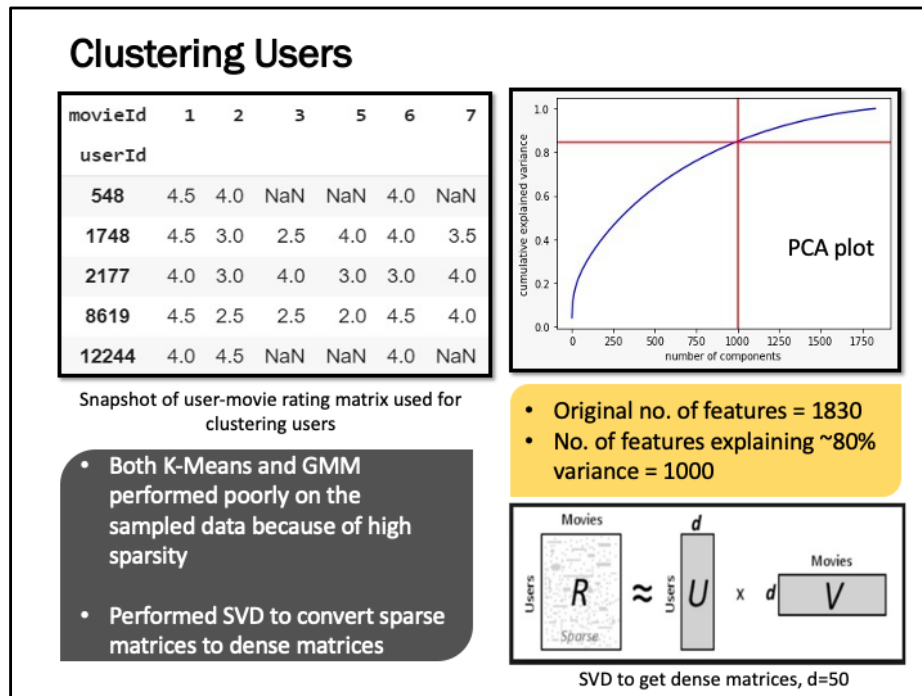 Clustering Users
movieId 1 2 3 5 6 7
userId
548 4.5 4.0 NaN NaN 4.0 NaN
1748 4.5 3.0 2.5 4.0 4.0 3.5
2177 4.0 3.0 4.0 3.0 3.0 4.0
8619 4.5 2.5 2.5 2.0 4.5 4.0
12244 4.0 4.5 NaN NaN 4.0 NaN
Snapshot of user-movie rating matrix used for
clustering users
• Both K-Means and GMM
performed poorly on the
sampled data because of high
sparsity
• Performed SVD to convert sparse
matrices to dense matrices
cumulative explained variance
1.0
0.8
0.6
0.4
0.2
0.0
PCA plot
0 250 500 750 1000 1250 1500 1750
number of components
• Original no. of features = 1830
• No. of features explaining ~80%
variance = 1000
Movies
Users
R
Sparse
≈
d
Users
U
x
Movies
d
V
SVD to get dense matrices, d=50